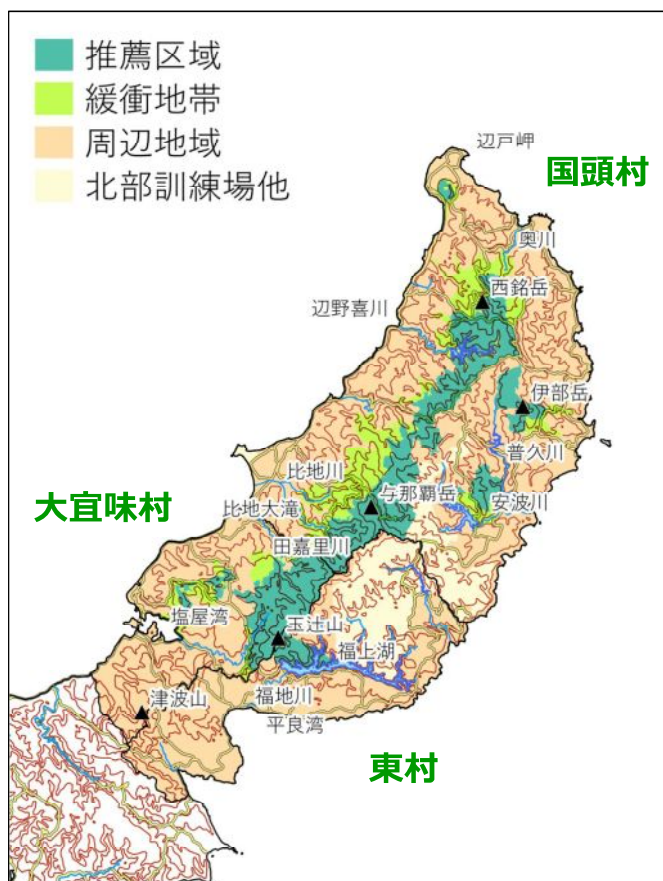 推薦区域
緩衝地帯
周辺地域
北部訓練場他
辺戸岬
国頭村
奥川
西銘岳
辺野喜川
伊部岳
普久川
比地川
安波川
大宜味村
与那覇岳
比地大滝
田嘉里川
塩屋湾
玉辻山
福上湖
津波山
福地川
平良湾
東村